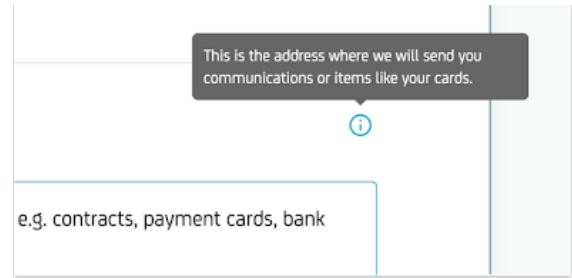 This is the address where we will send you
communications or items like your cards.
e.g. contracts, payment cards, bank